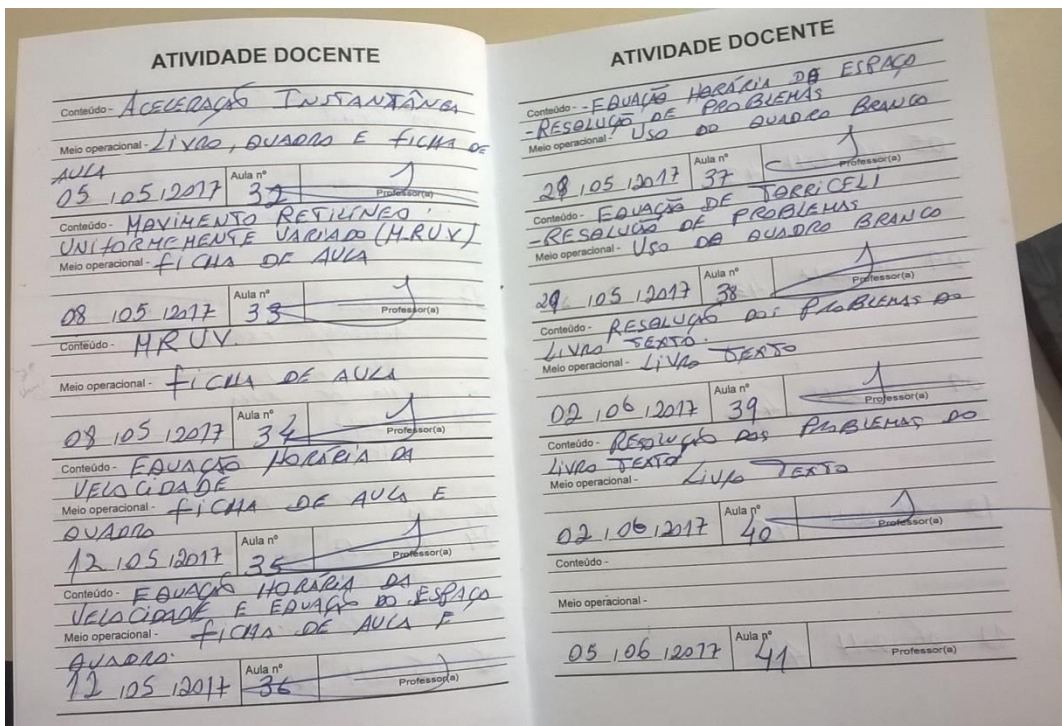 ATIVIDADE DOCENTE
Conteúdo - ACELERAÇÃO INSTANTÂNEA
Meio operacional - LIVRO, QUADRO E FICHA DE
AULA
05 / 05 / 2017 Aula nº 32 Professor(a)
Conteúdo - MOVIMENTO RETILÍNEO
UNIFORMEMENTE VARIADO (MRUV)
Meio operacional - FICHA DE AULA
08 / 05 / 2017 Aula nº 33 Professor(a)
Conteúdo - MRUV.
Meio operacional - FICHA DE AULA
08 / 05 / 2017 Aula nº 34 Professor(a)
Conteúdo - EQUAÇÃO HORÁRIA DA
VELOCIDADE
Meio operacional - FICHA DE AULA E
QUADRO
12 / 05 / 2017 Aula nº 35 Professor(a)
Conteúdo - EQUAÇÃO HORÁRIA DA
VELOCIDADE E EQUAÇÃO DO ESPAÇO
Meio operacional - FICHA DE AULA E
QUADRO.
12 / 05 / 2017 Aula nº 36 Professor(a)
ATIVIDADE DOCENTE
Conteúdo - - EQUAÇÃO HORÁRIA DO ESPAÇO
- RESOLUÇÃO DE PROBLEMAS
Meio operacional - USO DO QUADRO BRANCO
29 / 05 / 2017 Aula nº 37 Professor(a)
Conteúdo - EQUAÇÃO DE TORRICELI
- RESOLUÇÃO DE PROBLEMAS
Meio operacional - USO DO QUADRO BRANCO
29 / 05 / 2017 Aula nº 38 Professor(a)
Conteúdo - RESOLUÇÃO DOS PROBLEMAS DO
LIVRO TEXTO.
Meio operacional - LIVRO TEXTO
02 / 06 / 2017 Aula nº 39 Professor(a)
Conteúdo - RESOLUÇÃO DOS PROBLEMAS DO
LIVRO TEXTO
Meio operacional - LIVRO TEXTO
02 / 06 / 2017 Aula nº 40 Professor(a)
Conteúdo -
Meio operacional -
05 / 06 / 2017 Aula nº 41 Professor(a)